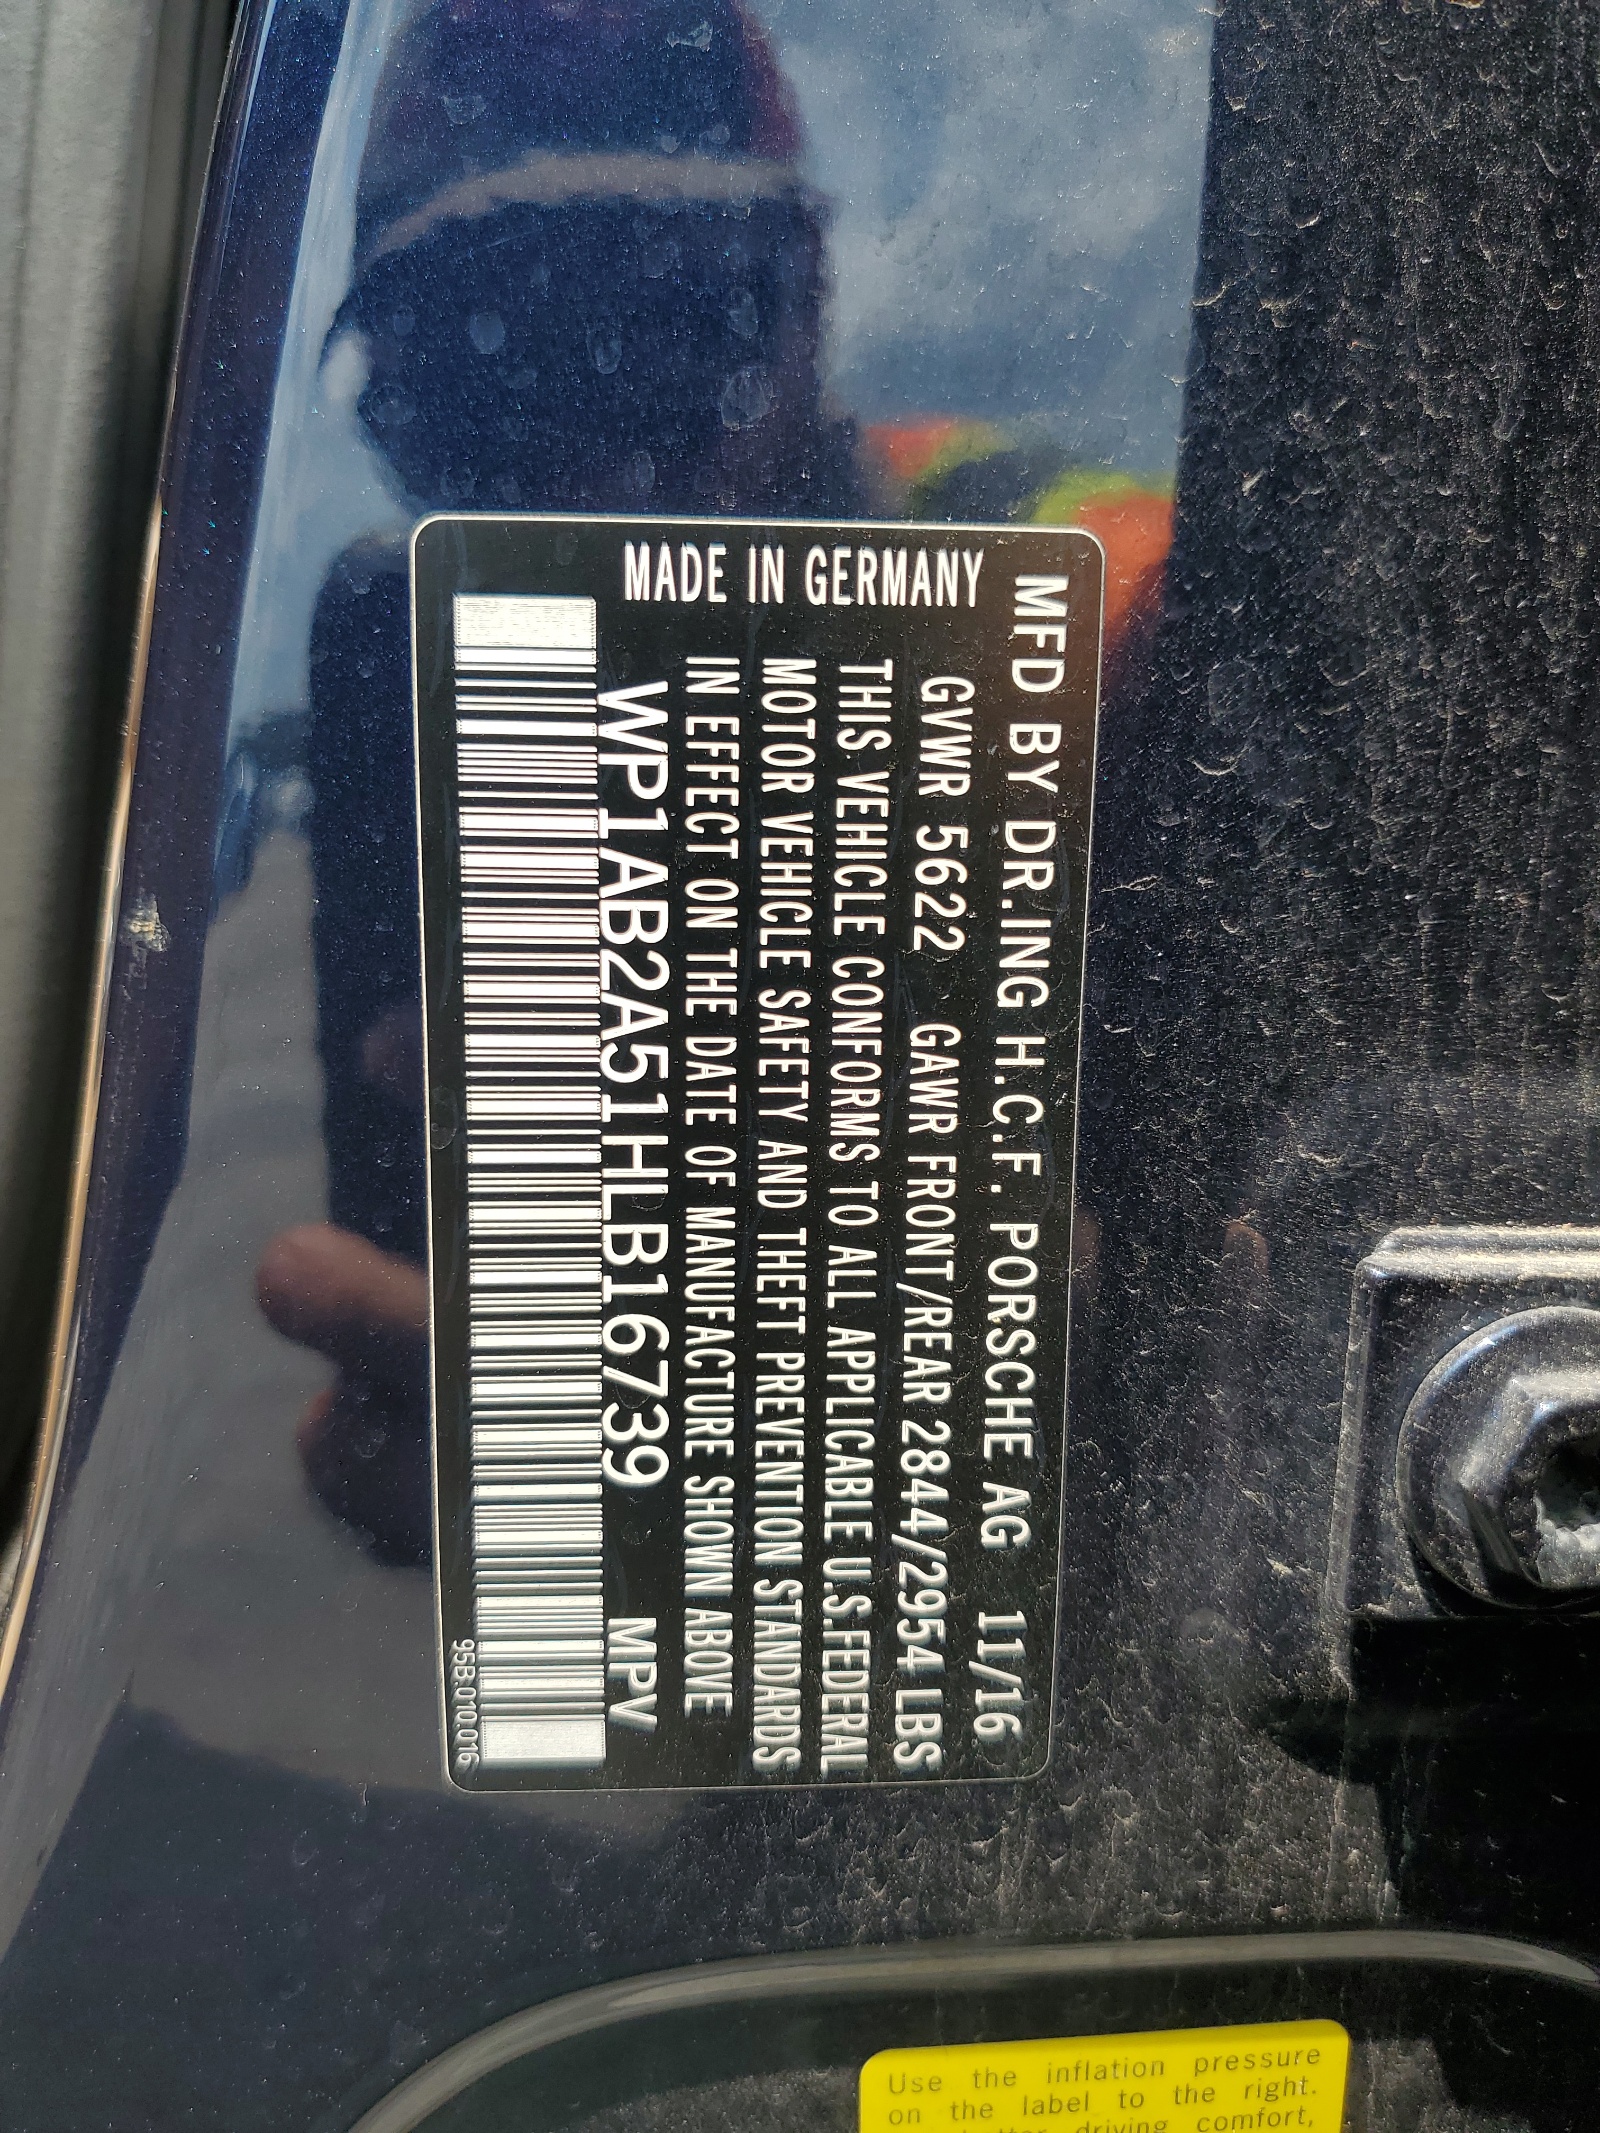 MFD BY DR.ING H.C.F. PORSCHE AG 11/16
GVWR 5622 GAWR FRONT/REAR 2844/2954 LBS
THIS VEHICLE CONFORMS TO ALL APPLICABLE U.S.FEDERAL
MOTOR VEHICLE SAFETY AND THEFT PREVENTION STANDARDS
IN EFFECT ON THE DATE OF MANUFACTURE SHOWN ABOVE
WP1AB2A51HLB16739 MPV
95B.010.016
MADE IN GERMANY
Use the inflation pressure
on the label to the right.
driving comfort,